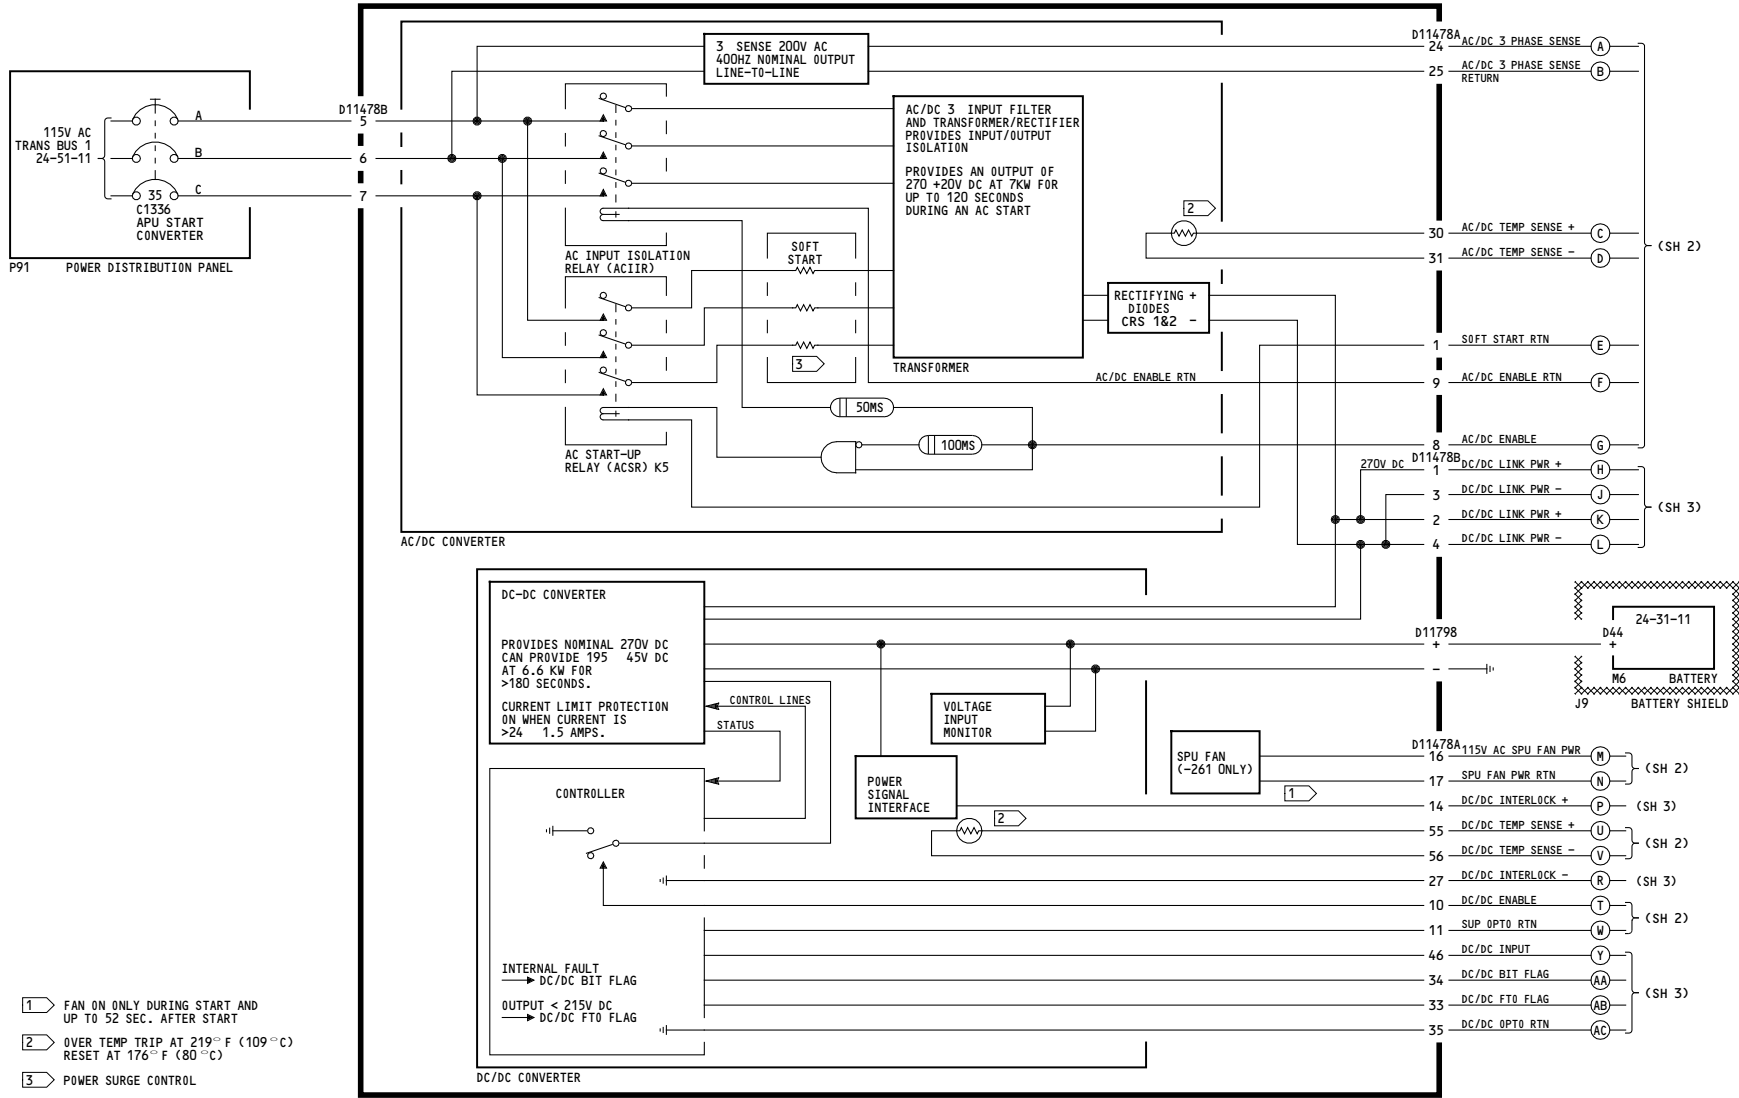 3 SENSE 200V AC
400HZ NOMINAL OUTPUT
LINE-TO-LINE
D11478A
24 AC/DC 3 PHASE SENSE A
25 AC/DC 3 PHASE SENSE B
RETURN
115V AC
TRANS BUS 1
24-51-11
A
B
C
35
C1336
APU START
CONVERTER
P91 POWER DISTRIBUTION PANEL
D11478B
5
6
7
AC/DC 3 INPUT FILTER
AND TRANSFORMER/RECTIFIER
PROVIDES INPUT/OUTPUT
ISOLATION
PROVIDES AN OUTPUT OF
270 +20V DC AT 7KW FOR
UP TO 120 SECONDS
DURING AN AC START
TRANSFORMER
2
30 AC/DC TEMP SENSE + C
31 AC/DC TEMP SENSE - D
(SH 2)
AC INPUT ISOLATION
RELAY (ACIIR)
SOFT
START
3
RECTIFYING +
DIODES
CRS 1&2 -
1 SOFT START RTN E
AC/DC ENABLE RTN
9 AC/DC ENABLE RTN F
50MS
100MS
8 AC/DC ENABLE G
AC START-UP
RELAY (ACSR) K5
D11478B
270V DC
1 DC/DC LINK PWR + H
3 DC/DC LINK PWR - J
2 DC/DC LINK PWR + K
4 DC/DC LINK PWR - L
(SH 3)
AC/DC CONVERTER
DC-DC CONVERTER
PROVIDES NOMINAL 270V DC
CAN PROVIDE 195 45V DC
AT 6.6 KW FOR
>180 SECONDS.
CURRENT LIMIT PROTECTION
ON WHEN CURRENT IS
>24 1.5 AMPS.
CONTROL LINES
STATUS
VOLTAGE
INPUT
MONITOR
D11798
+
-
24-31-11
D44
+
M6 BATTERY
J9 BATTERY SHIELD
CONTROLLER
POWER
SIGNAL
INTERFACE
SPU FAN
(-261 ONLY)
1
2
D11478A
16 115V AC SPU FAN PWR M
17 SPU FAN PWR RTN N
(SH 2)
14 DC/DC INTERLOCK + P (SH 3)
55 DC/DC TEMP SENSE + U
56 DC/DC TEMP SENSE - V
(SH 2)
27 DC/DC INTERLOCK - R (SH 3)
10 DC/DC ENABLE T
11 SUP OPTO RTN W
(SH 2)
46 DC/DC INPUT Y
34 DC/DC BIT FLAG AA
33 DC/DC FTO FLAG AB
35 DC/DC OPTO RTN AC
(SH 3)
INTERNAL FAULT
DC/DC BIT FLAG
OUTPUT < 215V DC
DC/DC FTO FLAG
DC/DC CONVERTER
1 FAN ON ONLY DURING START AND
UP TO 52 SEC. AFTER START
2 OVER TEMP TRIP AT 219°F (109°C)
RESET AT 176°F (80°C)
3 POWER SURGE CONTROL